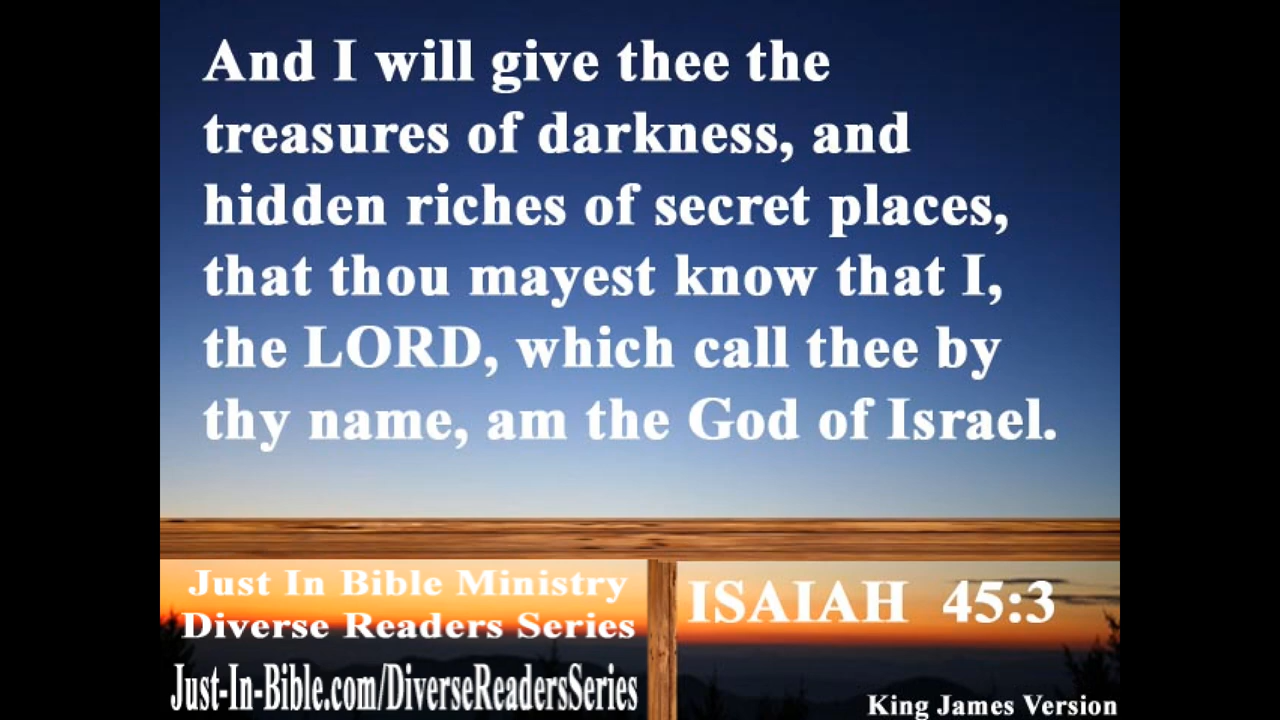 And I will give thee the
treasures of darkness, and
hidden riches of secret places,
that thou mayest know that I,
the LORD, which call thee by
thy name, am the God of Israel.
Just In Bible Ministry
Diverse Readers Series
Just-In-Bible.com/DiverseReadersSeries
ISAIAH 45:3
King James Version